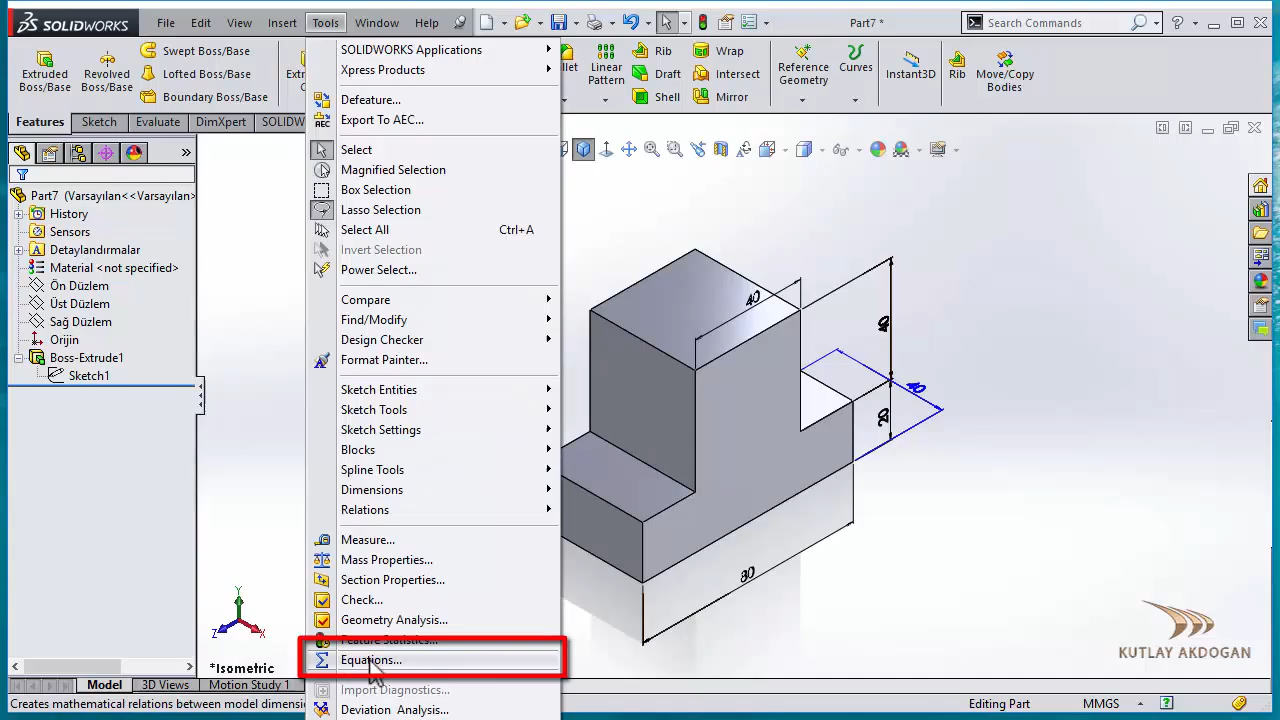 SOLIDWORKS
File Edit View Insert Tools Window Help
Part7 *
Search Commands
Extruded Boss/Base
Revolved Boss/Base
Swept Boss/Base
Lofted Boss/Base
Boundary Boss/Base
Linear Pattern
Rib
Draft
Shell
Wrap
Intersect
Mirror
Reference Geometry
Curves
Instant3D
Rib
Move/Copy Bodies
Features Sketch Evaluate DimXpert
Part7 (Varsayılan<<Varsayılan>
History
Sensors
Detaylandırmalar
Material <not specified>
Ön Düzlem
Üst Düzlem
Sağ Düzlem
Orijin
Boss-Extrude1
Sketch1
SOLIDWORKS Applications
Xpress Products
Defeature...
Export To AEC...
Select
Magnified Selection
Box Selection
Lasso Selection
Select All Ctrl+A
Invert Selection
Power Select...
Compare
Find/Modify
Design Checker
Format Painter...
Sketch Entities
Sketch Tools
Sketch Settings
Blocks
Spline Tools
Dimensions
Relations
Measure...
Mass Properties...
Section Properties...
Check...
Geometry Analysis...
Feature Statistics...
Equations...
Import Diagnostics...
Deviation Analysis...
40
40
40
20
80
Y
Z
X
*Isometric
KUTLAY AKDOGAN
Model 3D Views Motion Study 1
Creates mathematical relations between model dimensi
Editing Part
MMGS